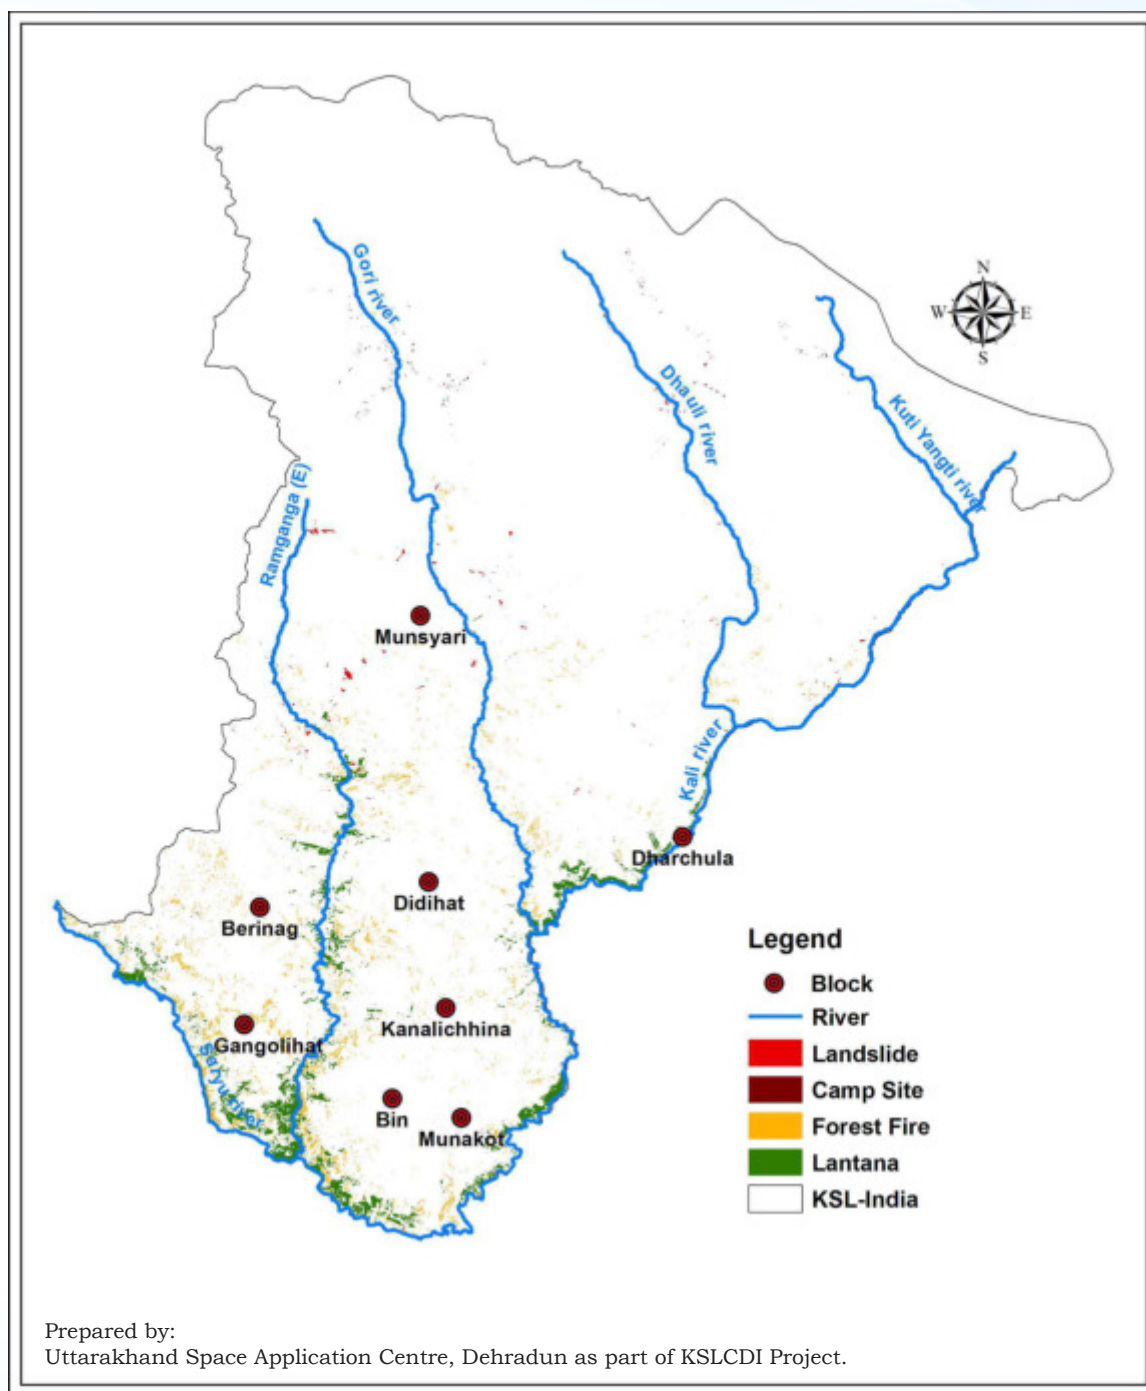 Gori river
N
W
E
S
Dhauli river
Kuti Yangti river
Ramganga (E)
Munsyari
Kali river
Dharchula
Didihat
Berinag
Legend
Block
Kanalichhina
River
Gangolihat
Landslide
Saryu river
Camp Site
Bin
Munakot
Forest Fire
Lantana
KSL-India
Prepared by:
Uttarakhand Space Application Centre, Dehradun as part of KSLCDI Project.